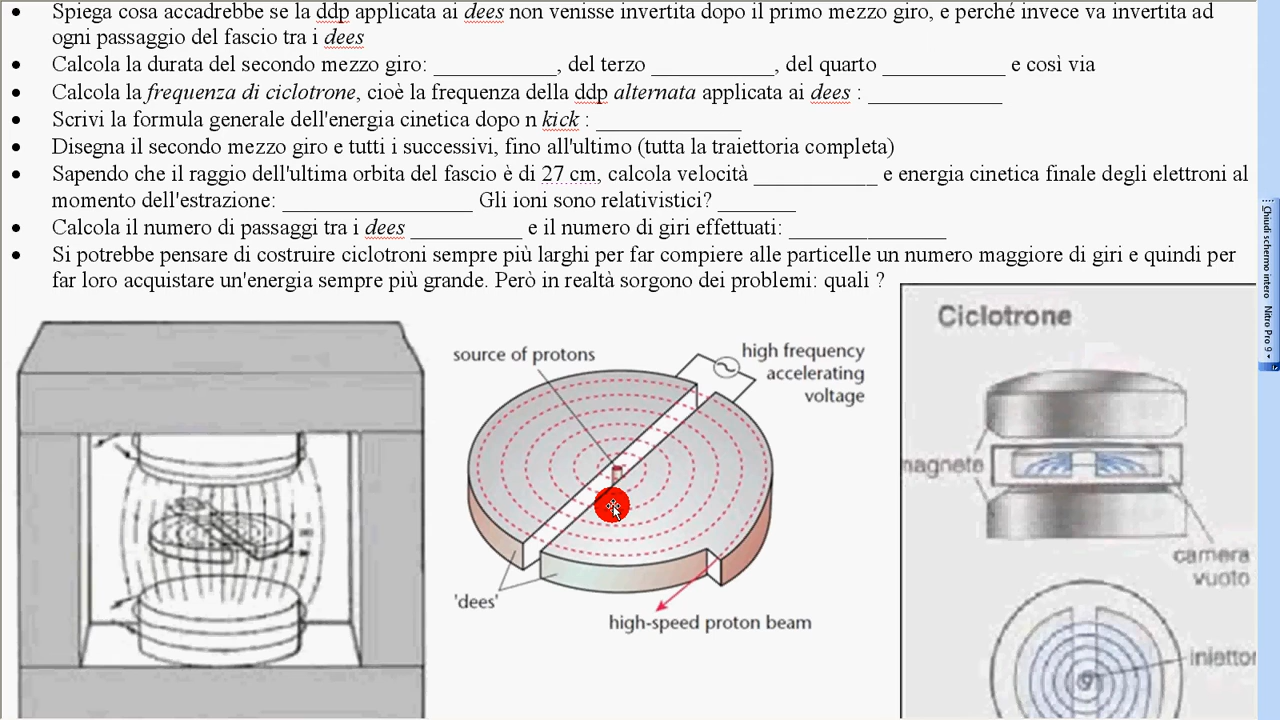 Spiega cosa accadrebbe se la ddp applicata ai dees non venisse invertita dopo il primo mezzo giro, e perché invece va invertita ad
ogni passaggio del fascio tra i dees
Calcola la durata del secondo mezzo giro: ___________, del terzo ___________, del quarto ___________ e così via
Calcola la frequenza di ciclotrone, cioè la frequenza della ddp alternata applicata ai dees : ____________
Scrivi la formula generale dell'energia cinetica dopo n kick : _____________
Disegna il secondo mezzo giro e tutti i successivi, fino all'ultimo (tutta la traiettoria completa)
Sapendo che il raggio dell'ultima orbita del fascio è di 27 cm, calcola velocità ___________ e energia cinetica finale degli elettroni al
momento dell'estrazione: _________________ Gli ioni sono relativistici? _______
Calcola il numero di passaggi tra i dees __________ e il numero di giri effettuati: ______________
Si potrebbe pensare di costruire ciclotroni sempre più larghi per far compiere alle particelle un numero maggiore di giri e quindi per
far loro acquistare un'energia sempre più grande. Però in realtà sorgono dei problemi: quali ?
source of protons
high frequency
accelerating
voltage
'dees'
high-speed proton beam
Ciclotrone
magnete
camera
vuoto
iniettor
Chiudi schermo intero Nitro Pro 9